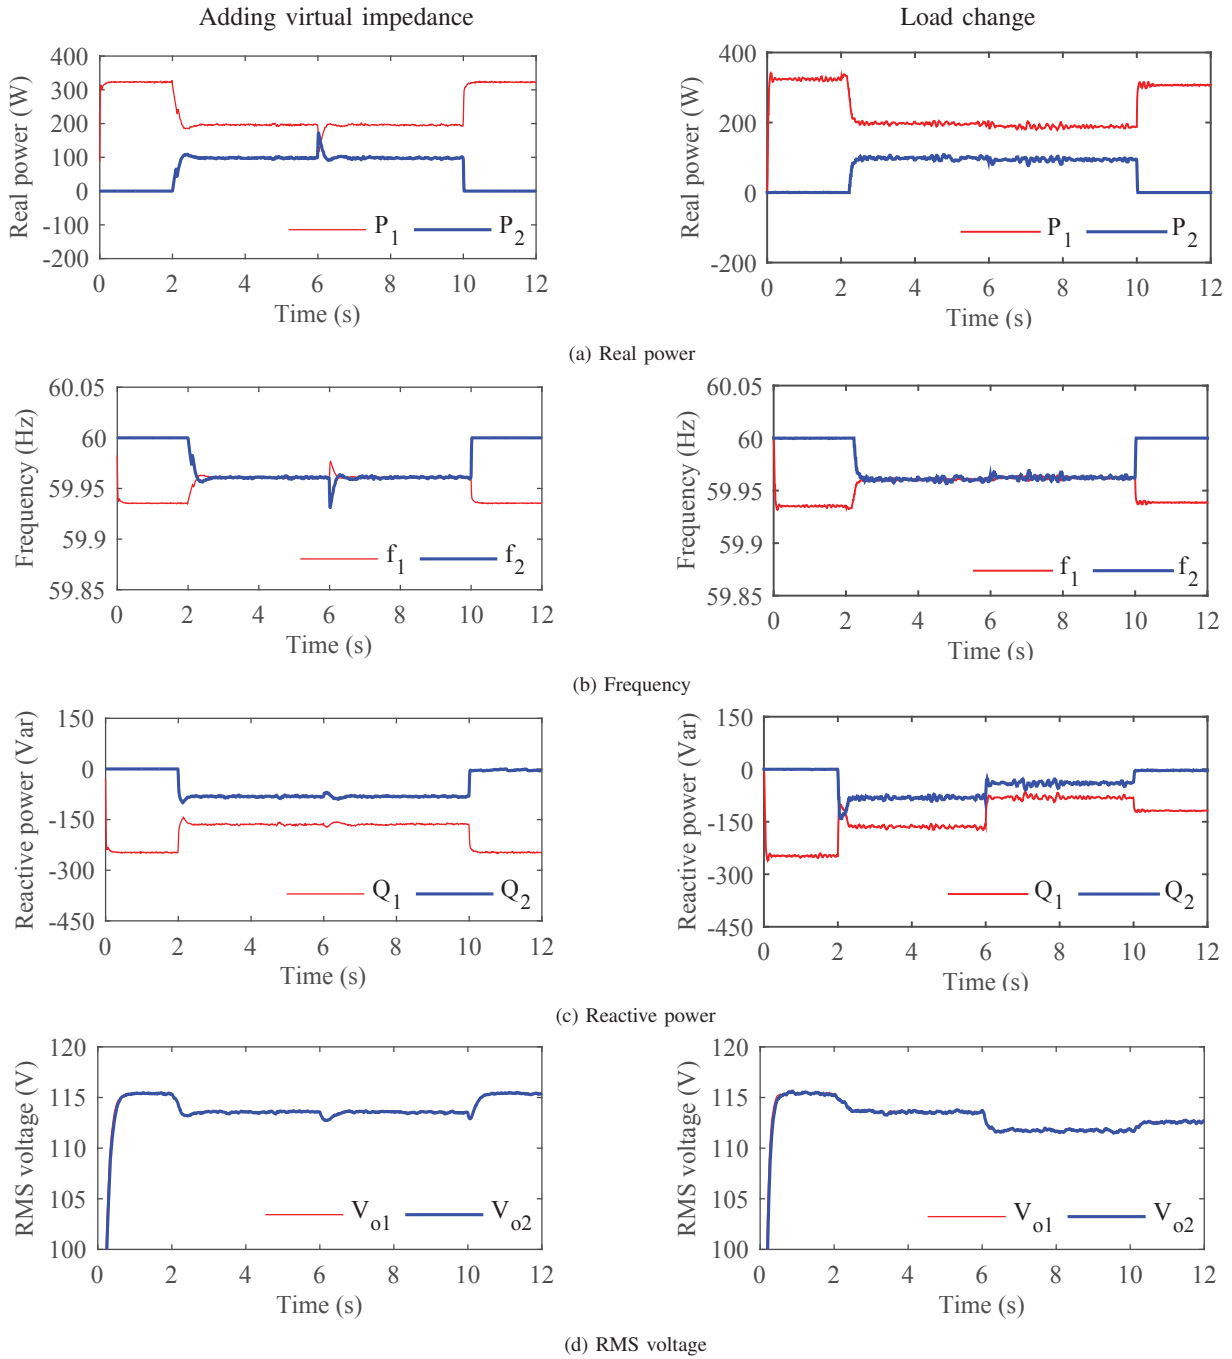 Adding virtual impedance
Load change
Real power (W)
400
300
200
100
0
-100
-200
P1 P2
0 2 4 6 8 10 12
Time (s)
Real power (W)
400
200
0
-200
P1 P2
0 2 4 6 8 10 12
Time (s)
(a) Real power
Frequency (Hz)
60.05
60
59.95
59.9
59.85
f1 f2
0 2 4 6 8 10 12
Time (s)
Frequency (Hz)
60.05
60
59.95
59.9
59.85
f1 f2
0 2 4 6 8 10 12
Time (s)
(b) Frequency
Reactive power (Var)
150
0
-150
-300
-450
Q1 Q2
0 2 4 6 8 10 12
Time (s)
Reactive power (Var)
150
0
-150
-300
-450
Q1 Q2
0 2 4 6 8 10 12
Time (s)
(c) Reactive power
RMS voltage (V)
120
115
110
105
100
Vo1 Vo2
0 2 4 6 8 10 12
Time (s)
RMS voltage (V)
120
115
110
105
100
Vo1 Vo2
0 2 4 6 8 10 12
Time (s)
(d) RMS voltage